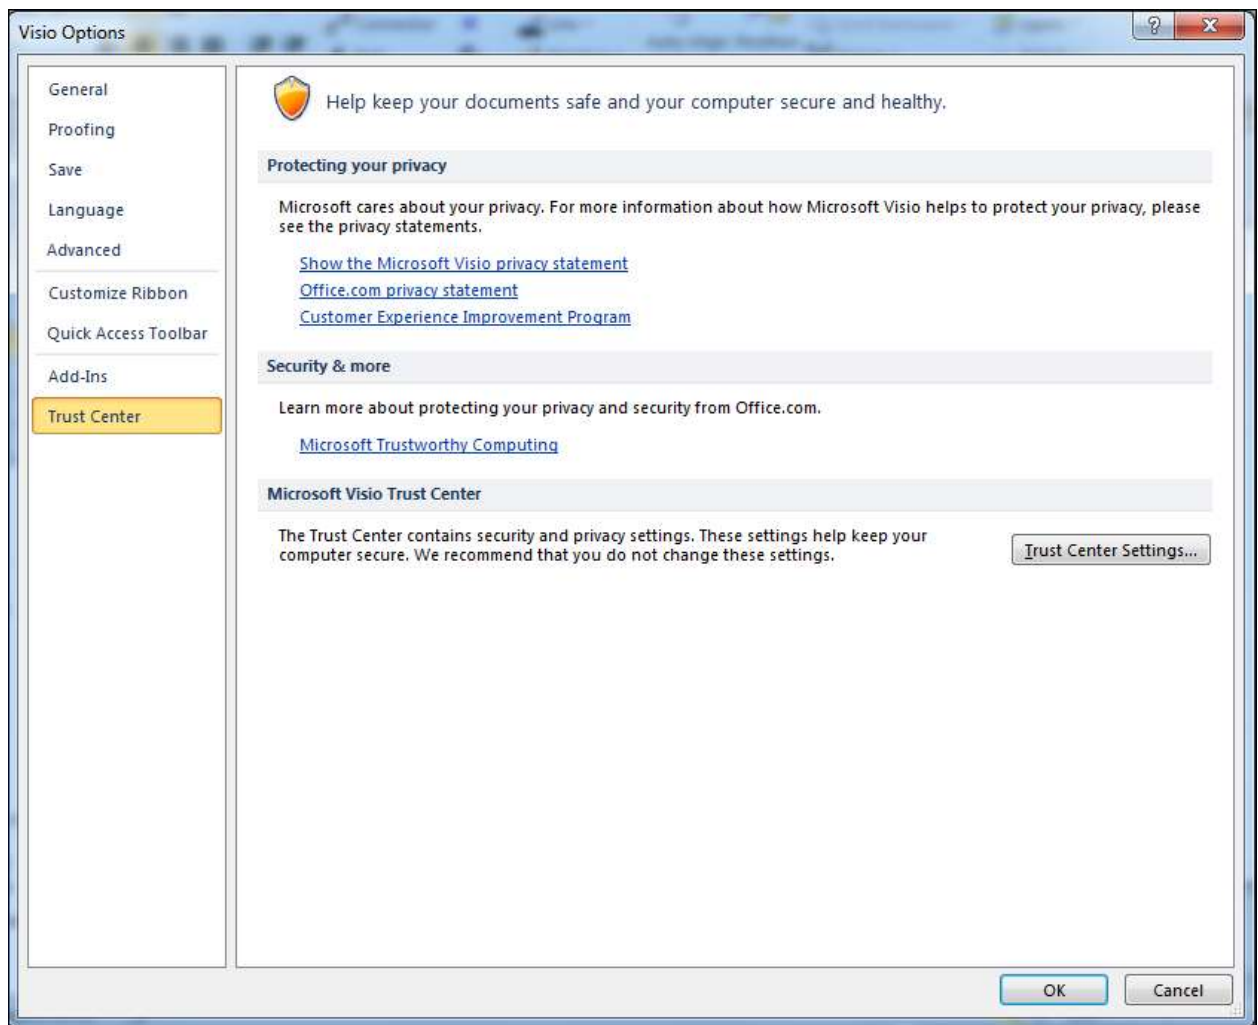 Visio Options
General
Proofing
Save
Language
Advanced
Customize Ribbon
Quick Access Toolbar
Add-Ins
Trust Center
Help keep your documents safe and your computer secure and healthy.
Protecting your privacy
Microsoft cares about your privacy. For more information about how Microsoft Visio helps to protect your privacy, please
see the privacy statements.
Show the Microsoft Visio privacy statement
Office.com privacy statement
Customer Experience Improvement Program
Security & more
Learn more about protecting your privacy and security from Office.com.
Microsoft Trustworthy Computing
Microsoft Visio Trust Center
The Trust Center contains security and privacy settings. These settings help keep your
computer secure. We recommend that you do not change these settings.
Trust Center Settings...
OK
Cancel